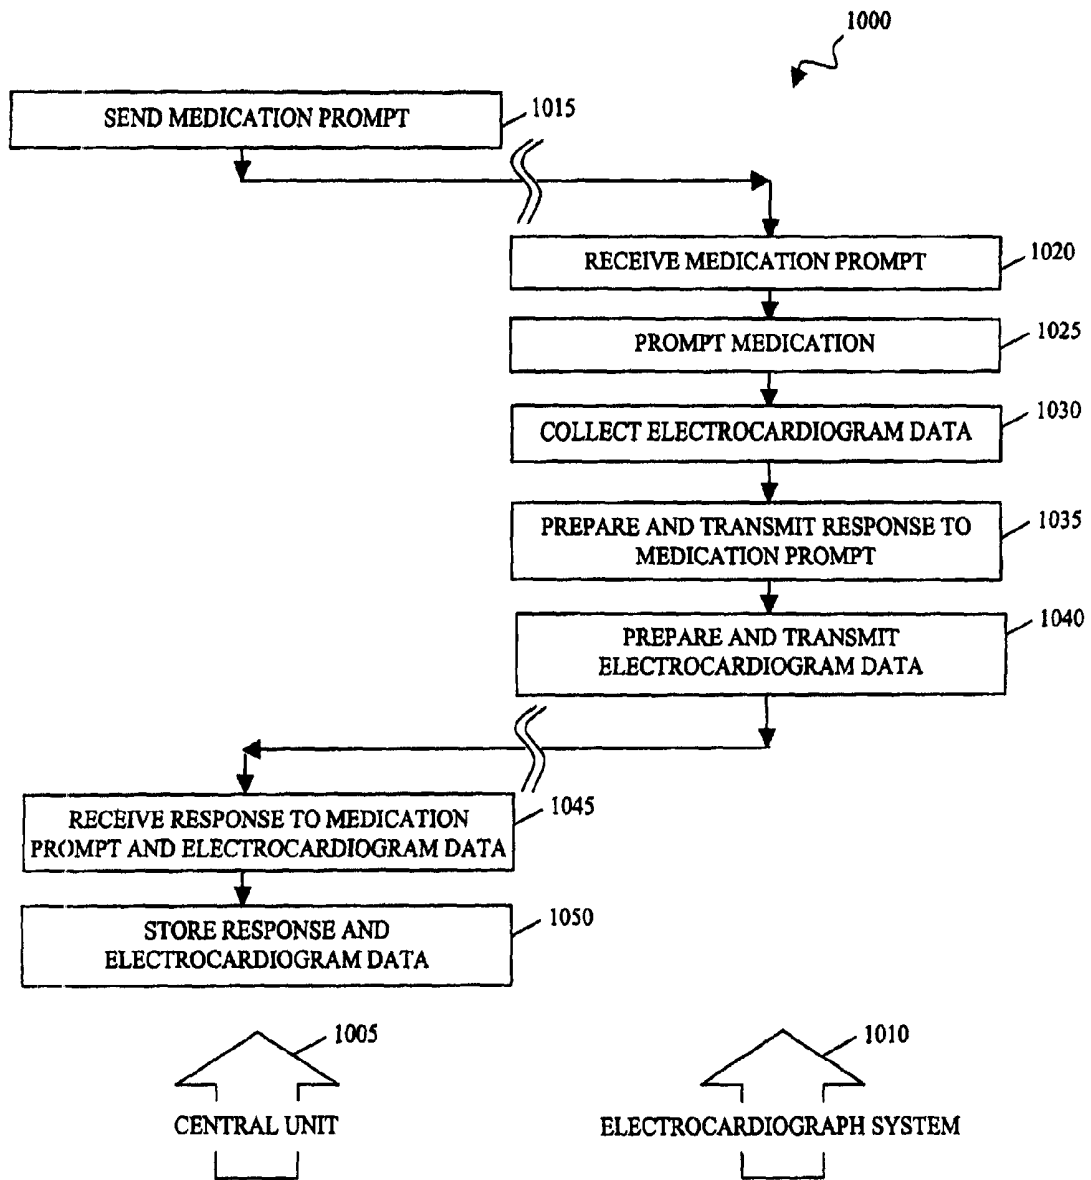 1000
SEND MEDICATION PROMPT
1015
RECEIVE MEDICATION PROMPT
1020
PROMPT MEDICATION
1025
COLLECT ELECTROCARDIOGRAM DATA
1030
PREPARE AND TRANSMIT RESPONSE TO
MEDICATION PROMPT
1035
PREPARE AND TRANSMIT
ELECTROCARDIOGRAM DATA
1040
RECEIVE RESPONSE TO MEDICATION
PROMPT AND ELECTROCARDIOGRAM DATA
1045
STORE RESPONSE AND
ELECTROCARDIOGRAM DATA
1050
1005
CENTRAL UNIT
1010
ELECTROCARDIOGRAPH SYSTEM